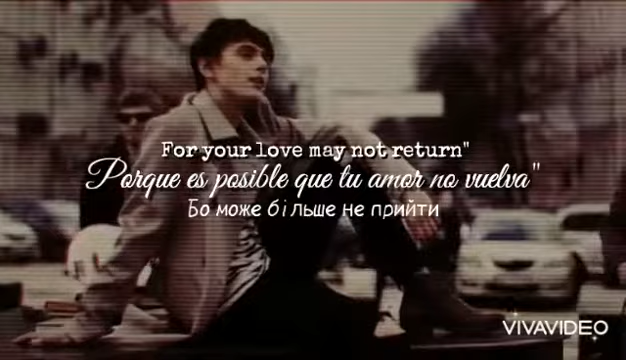 For your love may not return"
Porque es posible que tu amor no vuelva"
Бо може більше не прийти
VIVAVIDEO